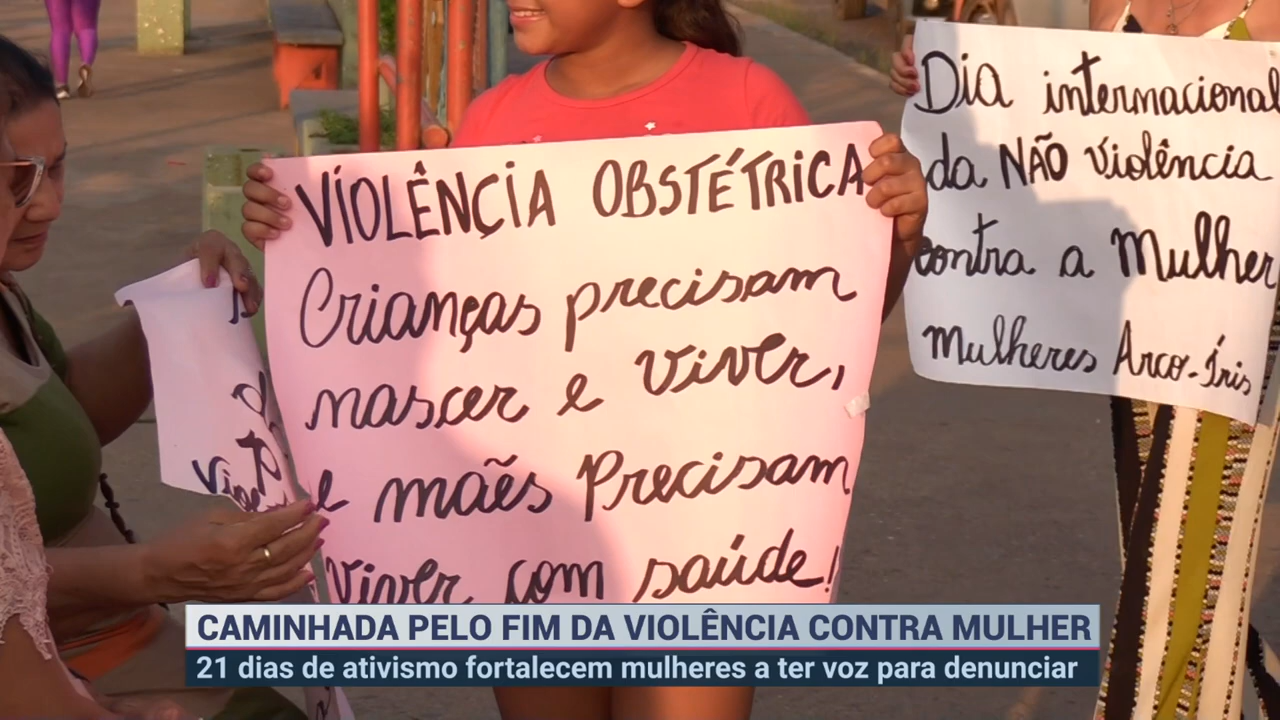 VIOLÊNÇIA OBSTÉTRICA
Crianças precisam
nascer e viver,
e mães Precisam
viver com saúde!
Dia internacional
da NÃO violência
contra a Mulher
Mulheres Arco-Íris
CAMINHADA PELO FIM DA VIOLÊNCIA CONTRA MULHER
21 dias de ativismo fortalecem mulheres a ter voz para denunciar